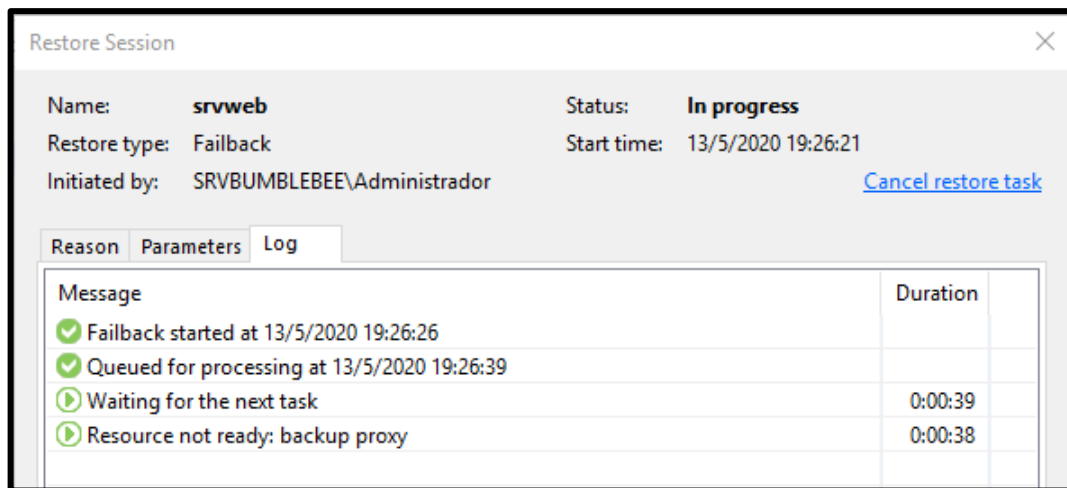 Restore Session
Name: srvweb Status: In progress
Restore type: Failback Start time: 13/5/2020 19:26:21
Initiated by: SRVBUMBLEBEE\Administrador Cancel restore task
Reason Parameters Log
Message Duration
Failback started at 13/5/2020 19:26:26
Queued for processing at 13/5/2020 19:26:39
Waiting for the next task 0:00:39
Resource not ready: backup proxy 0:00:38